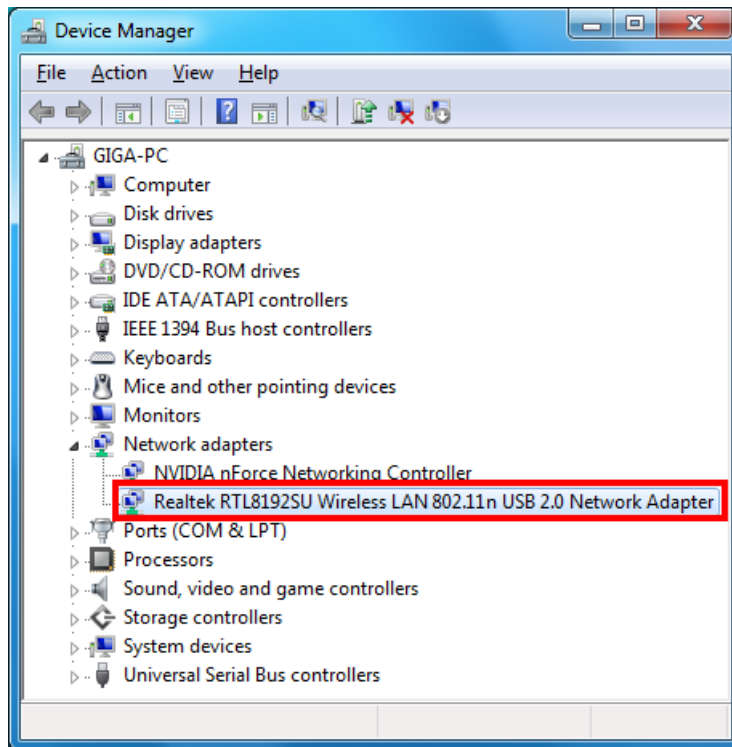 Device Manager
File Action View Help
GIGA-PC
Computer
Disk drives
Display adapters
DVD/CD-ROM drives
IDE ATA/ATAPI controllers
IEEE 1394 Bus host controllers
Keyboards
Mice and other pointing devices
Monitors
Network adapters
NVIDIA nForce Networking Controller
Realtek RTL8192SU Wireless LAN 802.11n USB 2.0 Network Adapter
Ports (COM & LPT)
Processors
Sound, video and game controllers
Storage controllers
System devices
Universal Serial Bus controllers